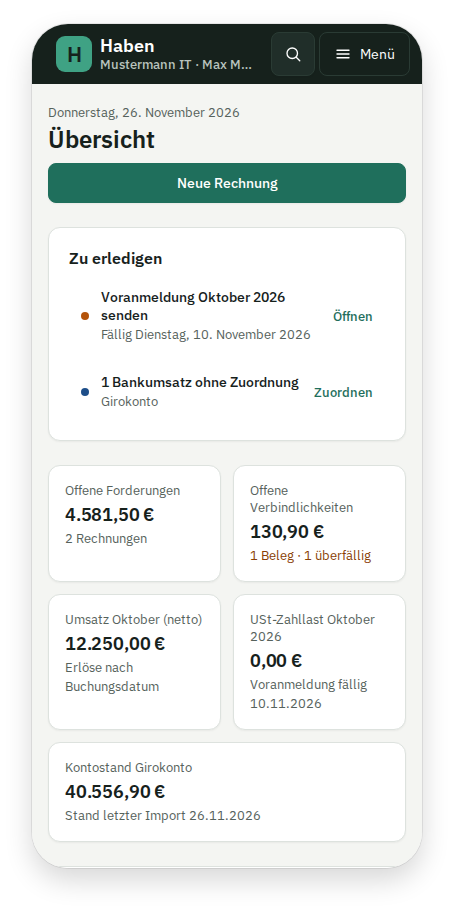 H
Haben
Mustermann IT · Max M...
Menü
Donnerstag, 26. November 2026
Übersicht
Neue Rechnung
Zu erledigen
Voranmeldung Oktober 2026
senden
Fällig Dienstag, 10. November 2026
Öffnen
1 Bankumsatz ohne Zuordnung
Girokonto
Zuordnen
Offene Forderungen
4.581,50 €
2 Rechnungen
Offene
Verbindlichkeiten
130,90 €
1 Beleg · 1 überfällig
Umsatz Oktober (netto)
12.250,00 €
Erlöse nach
Buchungsdatum
USt-Zahllast Oktober
2026
0,00 €
Voranmeldung fällig
10.11.2026
Kontostand Girokonto
40.556,90 €
Stand letzter Import 26.11.2026